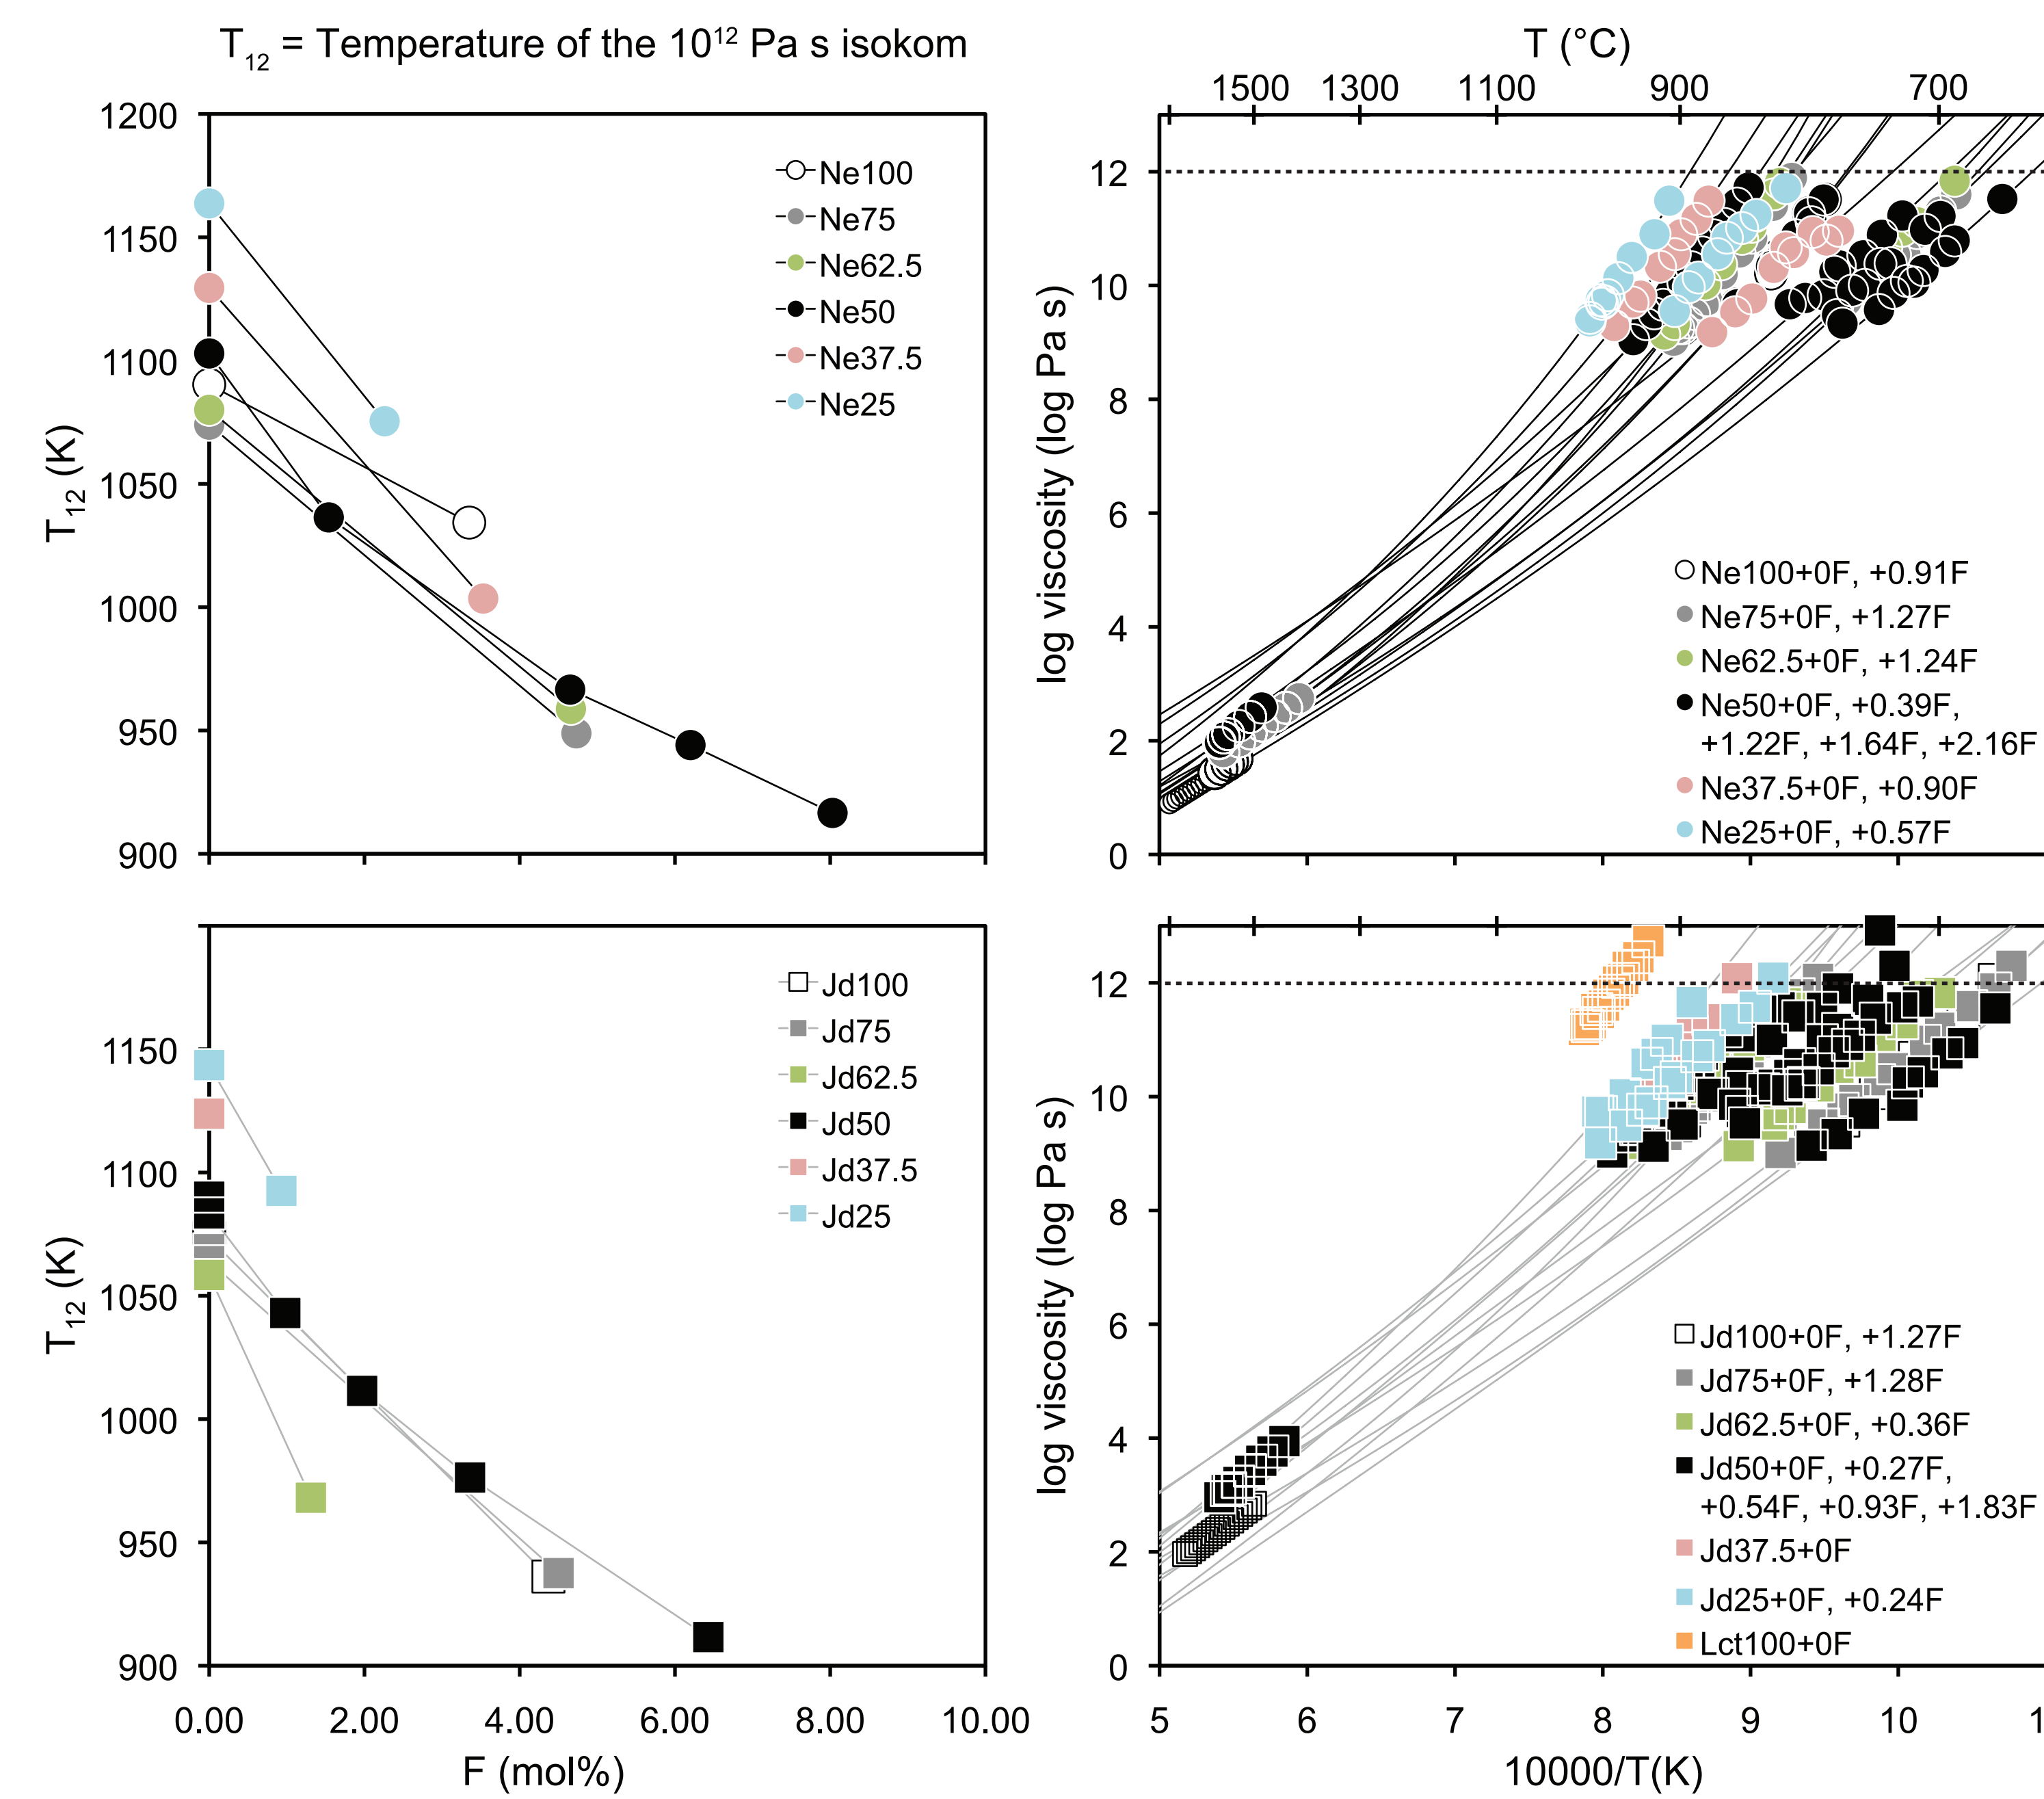 T₁₂ = Temperature of the 10¹² Pa s isokom
1200
1150
1100
1050
1000
950
900
T₁₂ (K)
Ne100
Ne75
Ne62.5
Ne50
Ne37.5
Ne25
T (°C)
1500 1300 1100 900 700
12
10
8
6
4
2
0
log viscosity (log Pa s)
Ne100+0F, +0.91F
Ne75+0F, +1.27F
Ne62.5+0F, +1.24F
Ne50+0F, +0.39F,
+1.22F, +1.64F, +2.16F
Ne37.5+0F, +0.90F
Ne25+0F, +0.57F
1150
1100
1050
1000
950
900
T₁₂ (K)
Jd100
Jd75
Jd62.5
Jd50
Jd37.5
Jd25
0.00 2.00 4.00 6.00 8.00 10.00
F (mol%)
12
10
8
6
4
2
0
log viscosity (log Pa s)
Jd100+0F, +1.27F
Jd75+0F, +1.28F
Jd62.5+0F, +0.36F
Jd50+0F, +0.27F,
+0.54F, +0.93F, +1.83F
Jd37.5+0F
Jd25+0F, +0.24F
Lct100+0F
5 6 7 8 9 10
10000/T(K)